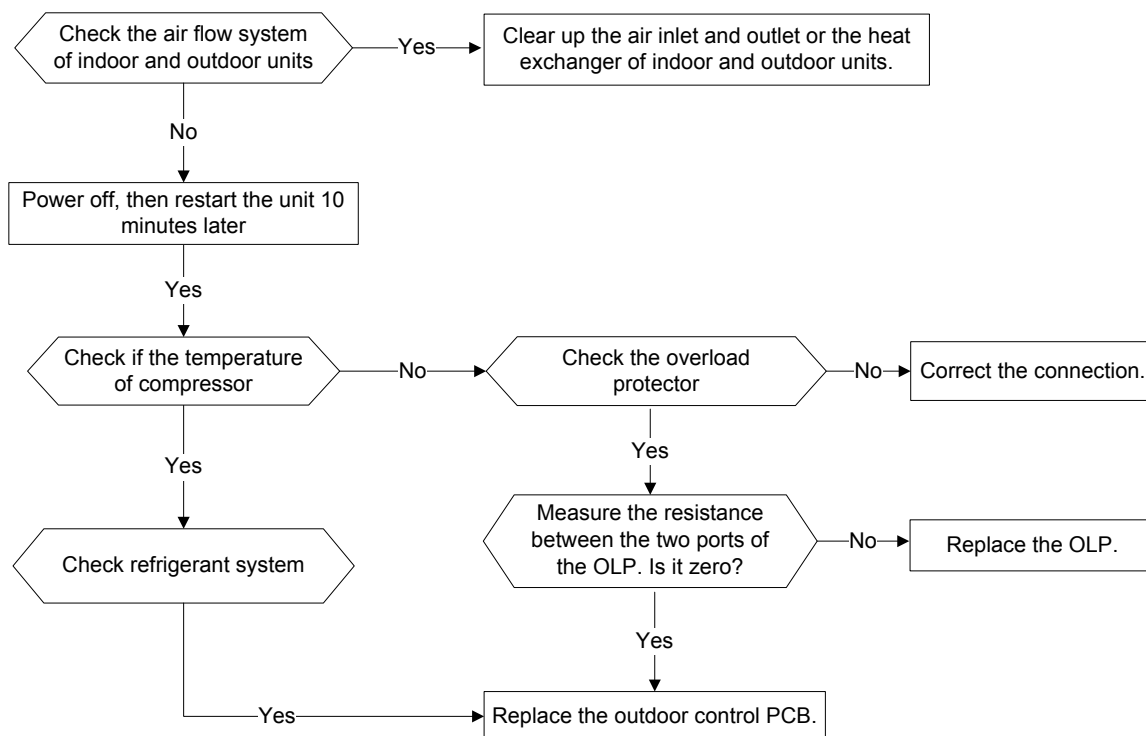 Check the air flow system
of indoor and outdoor units
Yes
Clear up the air inlet and outlet or the heat
exchanger of indoor and outdoor units.
No
Power off, then restart the unit 10
minutes later
Yes
Check if the temperature
of compressor
No
Check the overload
protector
No
Correct the connection.
Yes
Yes
Measure the resistance
between the two ports of
the OLP. Is it zero?
No
Replace the OLP.
Check refrigerant system
Yes
Yes
Replace the outdoor control PCB.